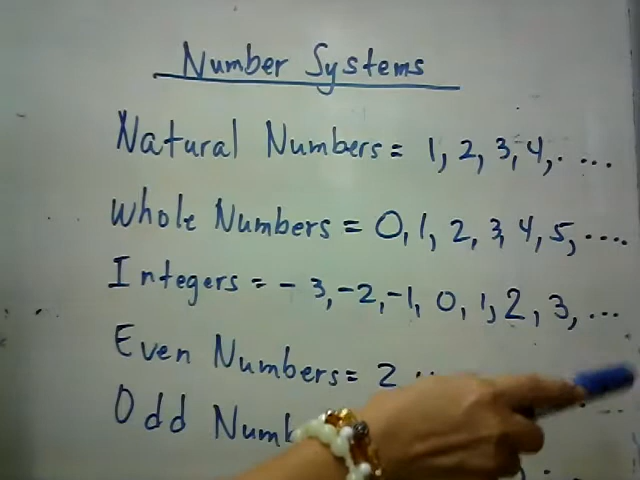 Number Systems
Natural Numbers = 1, 2, 3, 4, ....
Whole Numbers = 0, 1, 2, 3, 4, 5, ....
Integers = - 3, -2, -1, 0, 1, 2, 3, ...
Even Numbers = 2
Odd